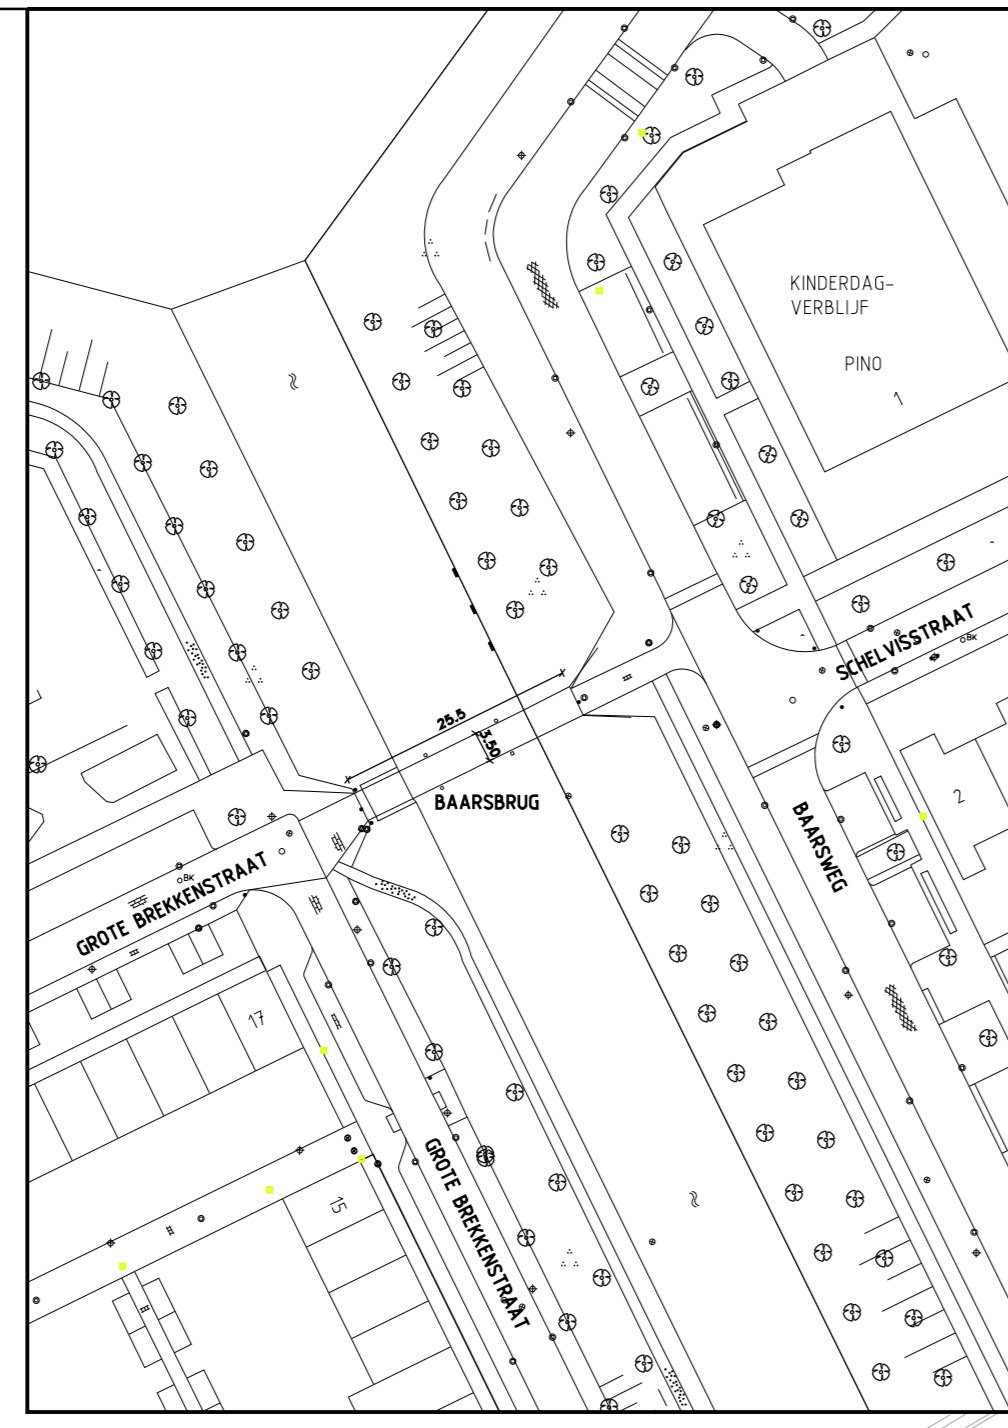 KINDERDAG-
VERBLIJF
PINO
1
SCHELVISSTRAAT
BK
25.5
3.50
BAARSBRUG
2
BAARSWEG
BK
GROTE BREKKENSTRAAT
17
GROTE BREKKENSTRAAT
15